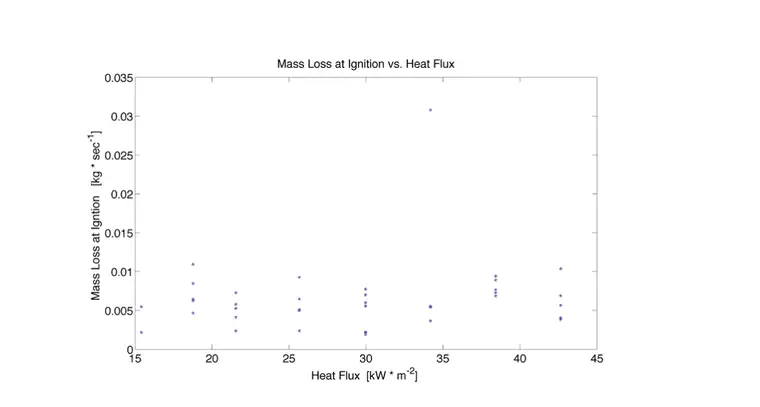 Mass Loss at Ignition vs. Heat Flux
0.035
0.03
0.025
0.02
0.015
0.01
0.005
0
Mass Loss at Igntion [kg * sec⁻¹]
15 20 25 30 35 40 45
Heat Flux [kW * m⁻²]